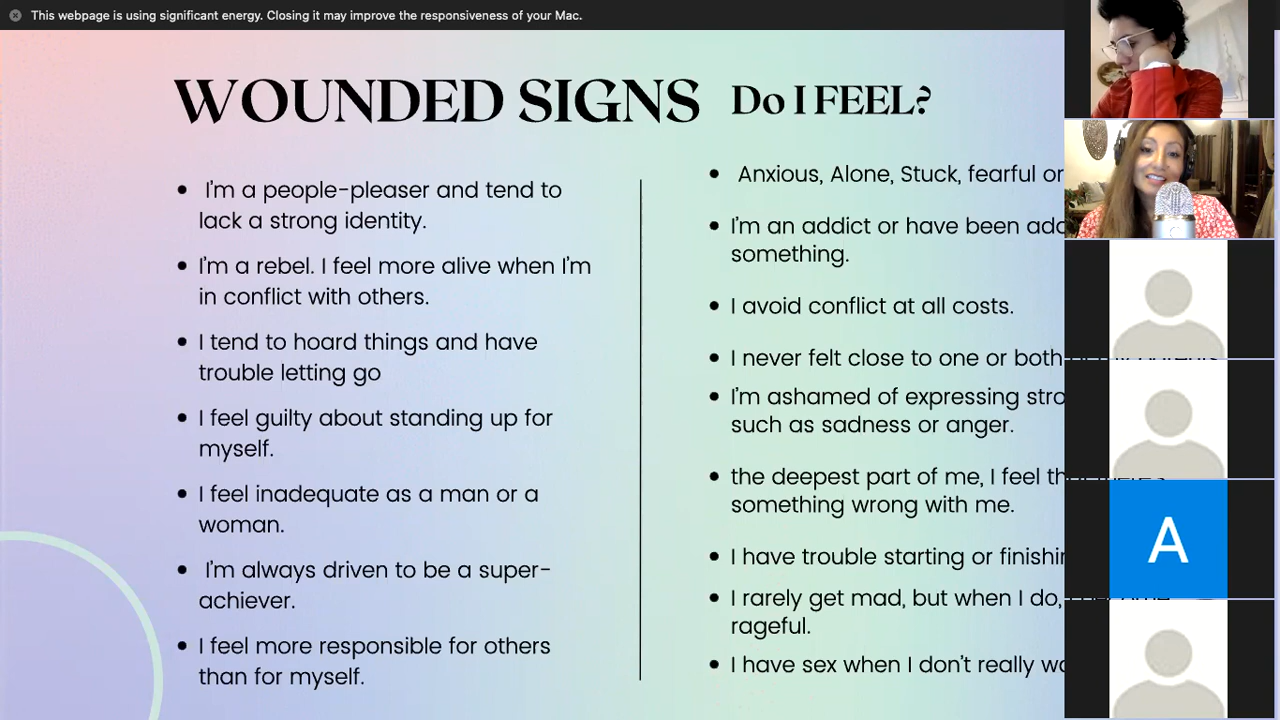 This webpage is using significant energy. Closing it may improve the responsiveness of your Mac.
WOUNDED SIGNS
Do I FEEL?
I'm a people-pleaser and tend to
lack a strong identity.
I'm a rebel. I feel more alive when I'm
in conflict with others.
I tend to hoard things and have
trouble letting go
I feel guilty about standing up for
myself.
I feel inadequate as a man or a
woman.
I'm always driven to be a super-
achiever.
I feel more responsible for others
than for myself.
Anxious, Alone, Stuck, fearful or
I'm an addict or have been
something.
I avoid conflict at all costs.
I never felt close to one or both
I'm ashamed of expressing
such as sadness or anger.
the deepest part of me, I feel
something wrong with me.
I have trouble starting or
I rarely get mad, but when I do,
rageful.
I have sex when I don't really
A